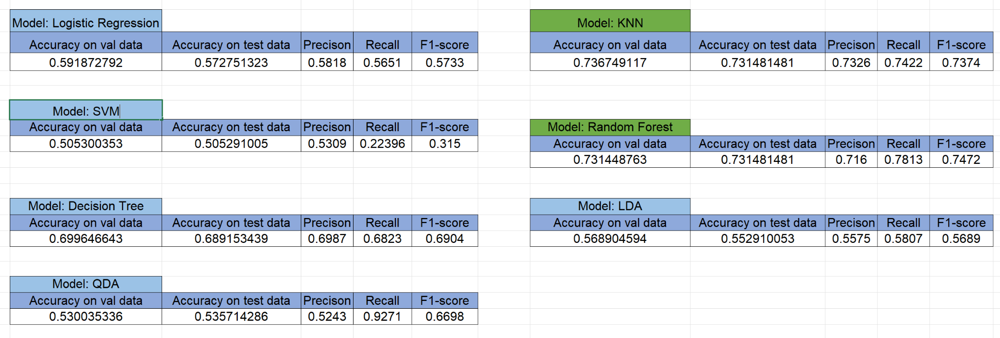 Model: Logistic Regression
Accuracy on val data Accuracy on test data Precison Recall F1-score
0.591872792 0.572751323 0.5818 0.5651 0.5733
Model: KNN
Accuracy on val data Accuracy on test data Precison Recall F1-score
0.736749117 0.731481481 0.7326 0.7422 0.7374
Model: SVM
Accuracy on val data Accuracy on test data Precison Recall F1-score
0.505300353 0.505291005 0.5309 0.22396 0.315
Model: Random Forest
Accuracy on val data Accuracy on test data Precison Recall F1-score
0.731448763 0.731481481 0.716 0.7813 0.7472
Model: Decision Tree
Accuracy on val data Accuracy on test data Precison Recall F1-score
0.699646643 0.689153439 0.6987 0.6823 0.6904
Model: LDA
Accuracy on val data Accuracy on test data Precison Recall F1-score
0.568904594 0.552910053 0.5575 0.5807 0.5689
Model: QDA
Accuracy on val data Accuracy on test data Precison Recall F1-score
0.530035336 0.535714286 0.5243 0.9271 0.6698